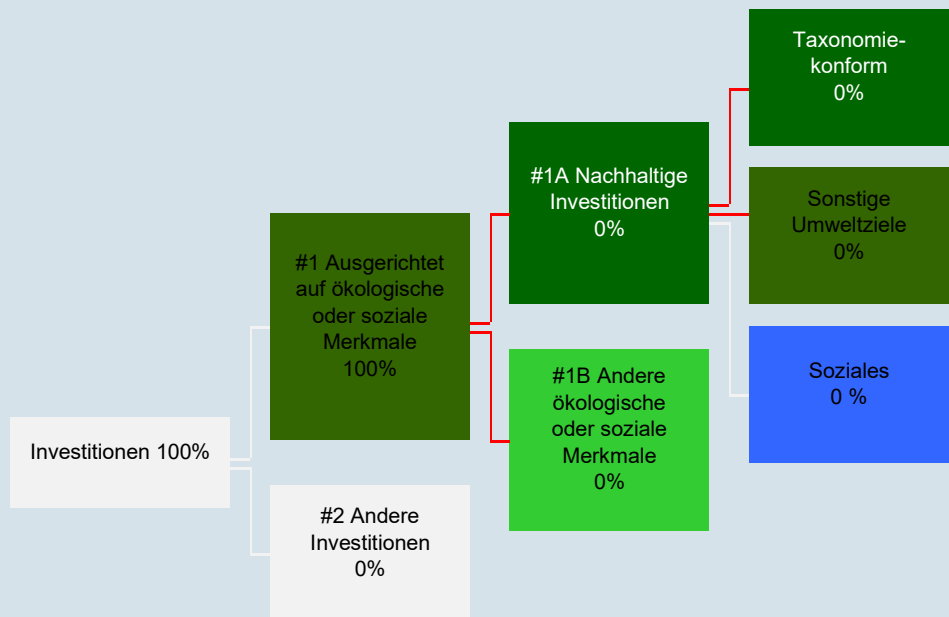 Investitionen 100%
#1 Ausgerichtet
auf ökologische
oder soziale
Merkmale
100%
#2 Andere
Investitionen
0%
#1A Nachhaltige
Investitionen
0%
#1B Andere
ökologische
oder soziale
Merkmale
0%
Taxonomie-
konform
0%
Sonstige
Umweltziele
0%
Soziales
0 %